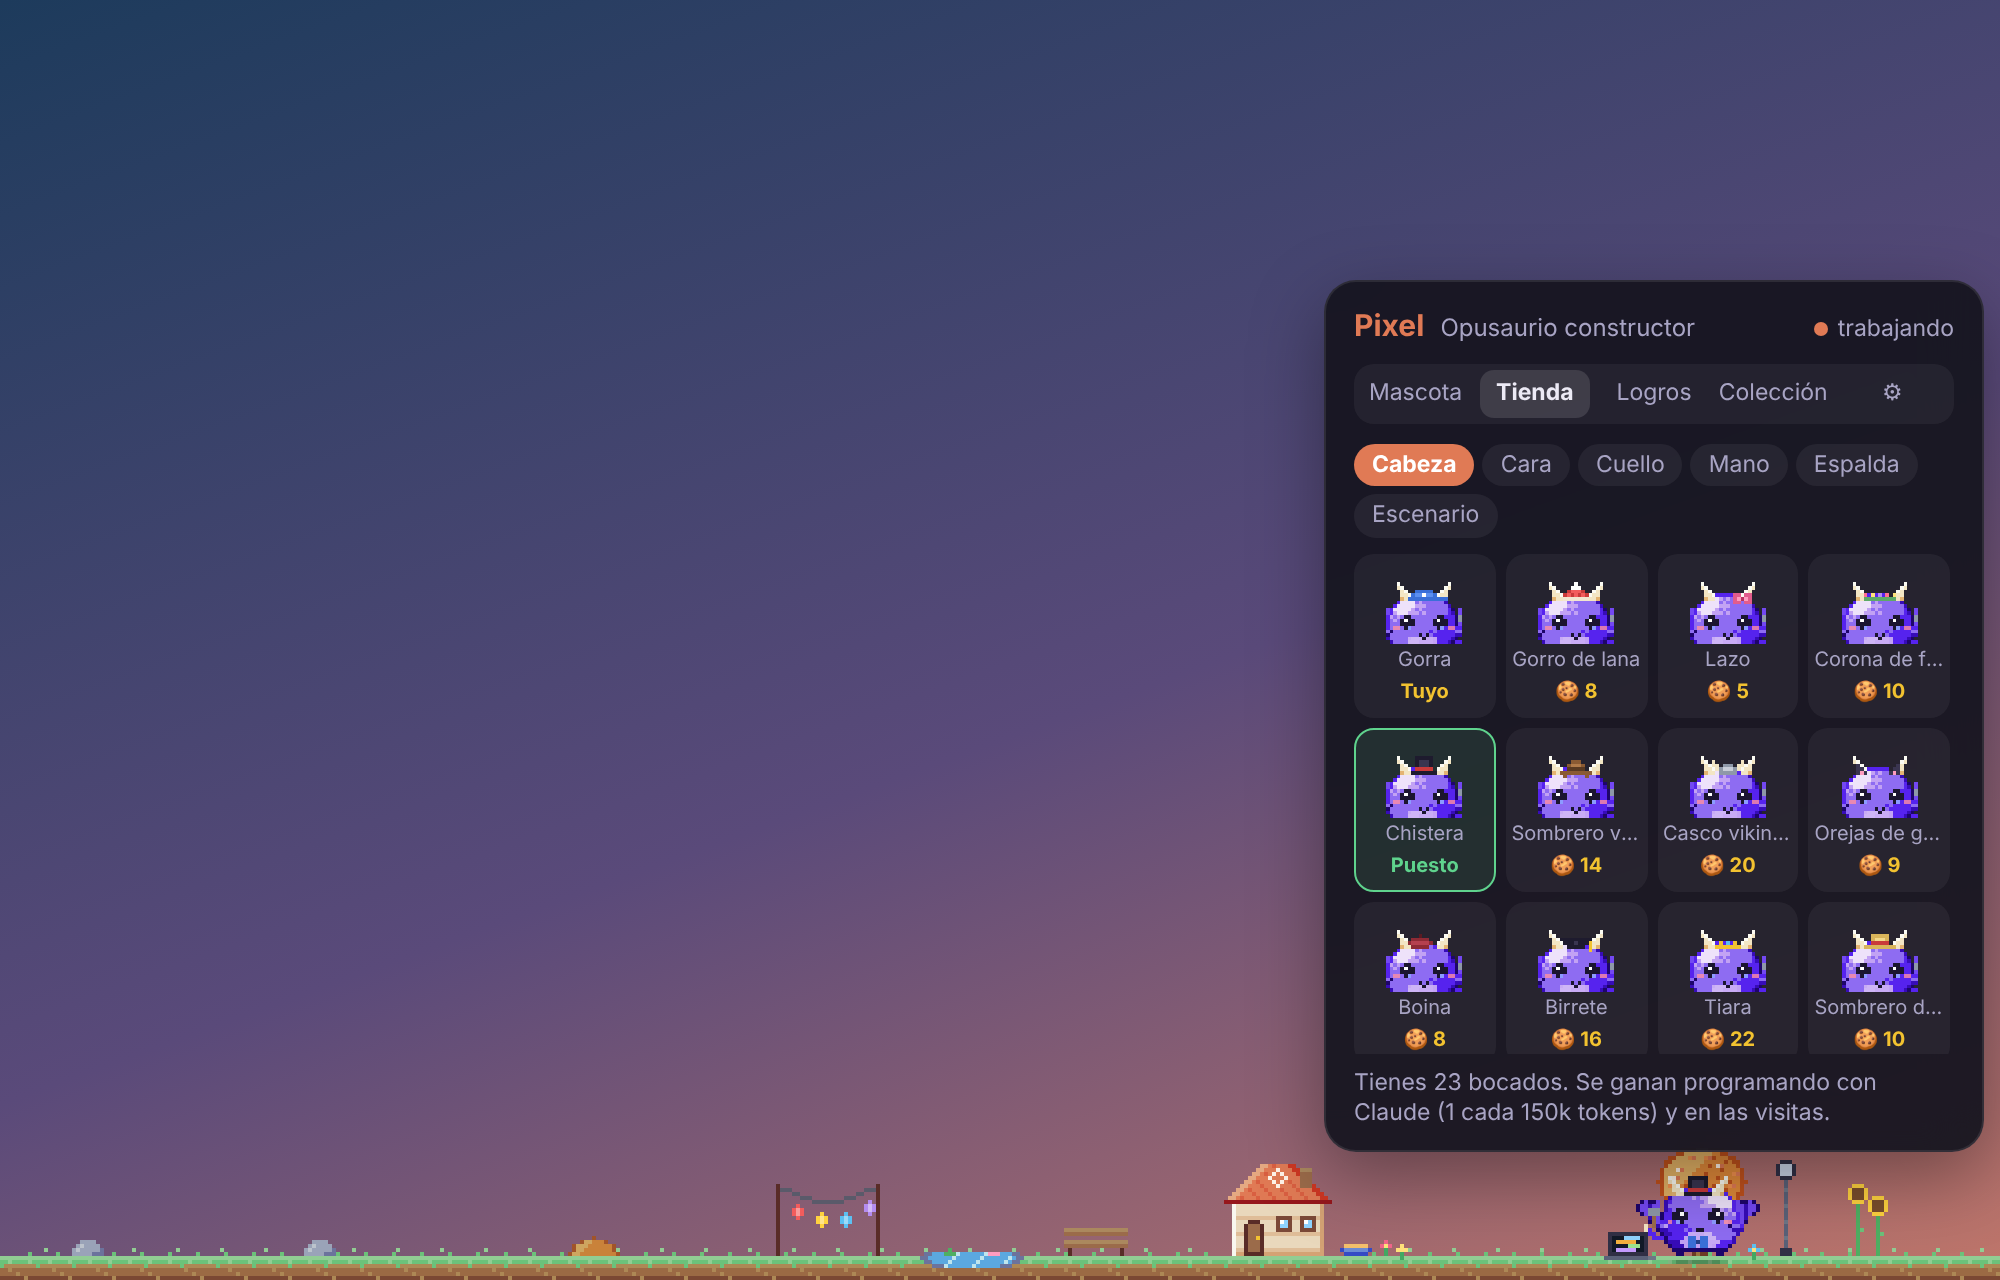 Pixel Opusaurio constructor trabajando
Mascota Tienda Logros Colección
Cabeza Cara Cuello Mano Espalda
Escenario
Gorra Gorro de lana Lazo Corona de f...
Tuyo 8 5 10
Chistera Sombrero v... Casco vikin... Orejas de g...
Puesto 14 20 9
Boina Birrete Tiara Sombrero d...
8 16 22 10
Tienes 23 bocados. Se ganan programando con
Claude (1 cada 150k tokens) y en las visitas.